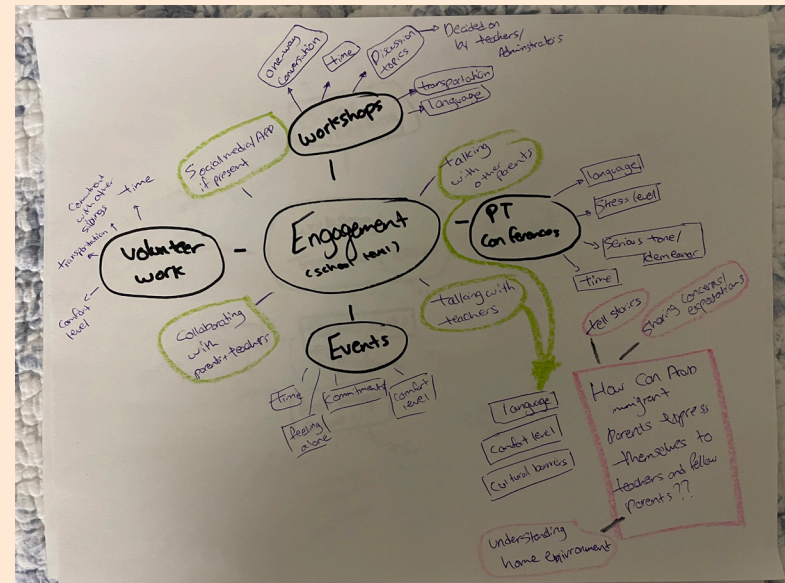 one-way
conversation
time
Discussion
topics
Decided on
by teachers/
Administrators
transportation
language
Workshops
Social media/App
if present
talking
with
other
parents
Engagement
(school level)
PT
Conferences
language
Stress level
Serious tone/
demeanor
time
Volunteer
work
time
Commitment
with other
siblings
transportation
comfort
level
Collaborating
with
parents+teachers
talking with
teachers
Events
time
feeling
alone
commitments
comfort
level
language
Comfort level
Cultural barriers
tell stories
sharing concerns/
expectations
How Can Arab
immigrant
parents express
themselves to
teachers and fellow
parents??
Understanding
home environment